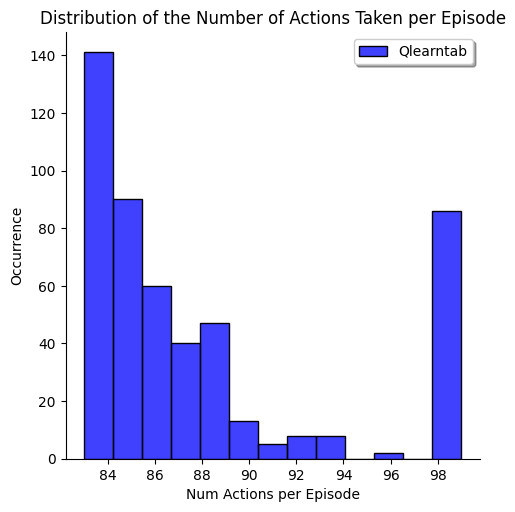 Distribution of the Number of Actions Taken per Episode
Qlearntab
140
120
100
80
60
40
20
0
Occurrence
84 86 88 90 92 94 96 98
Num Actions per Episode